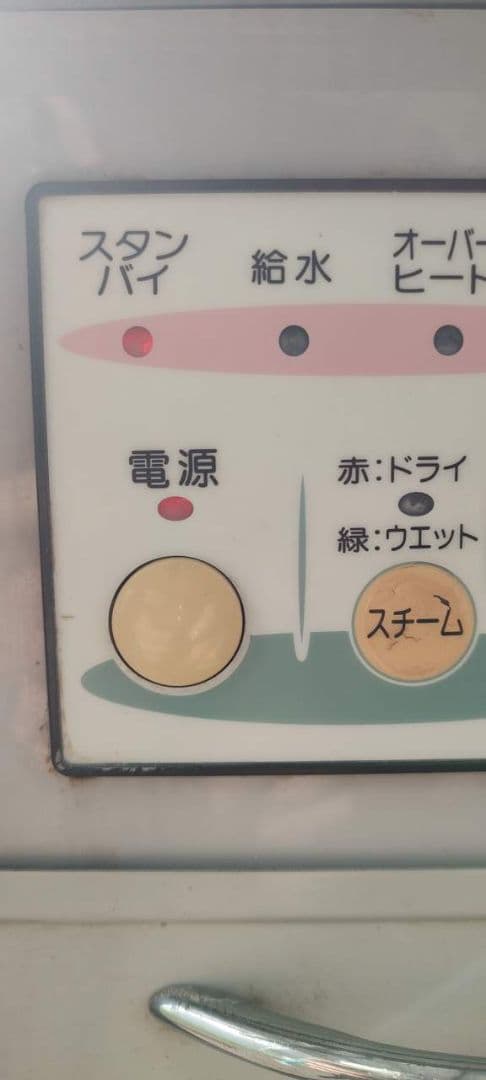 スタン
バイ
給水
オーバー
ヒート
電源
赤:ドライ
緑:ウエット
スチーム